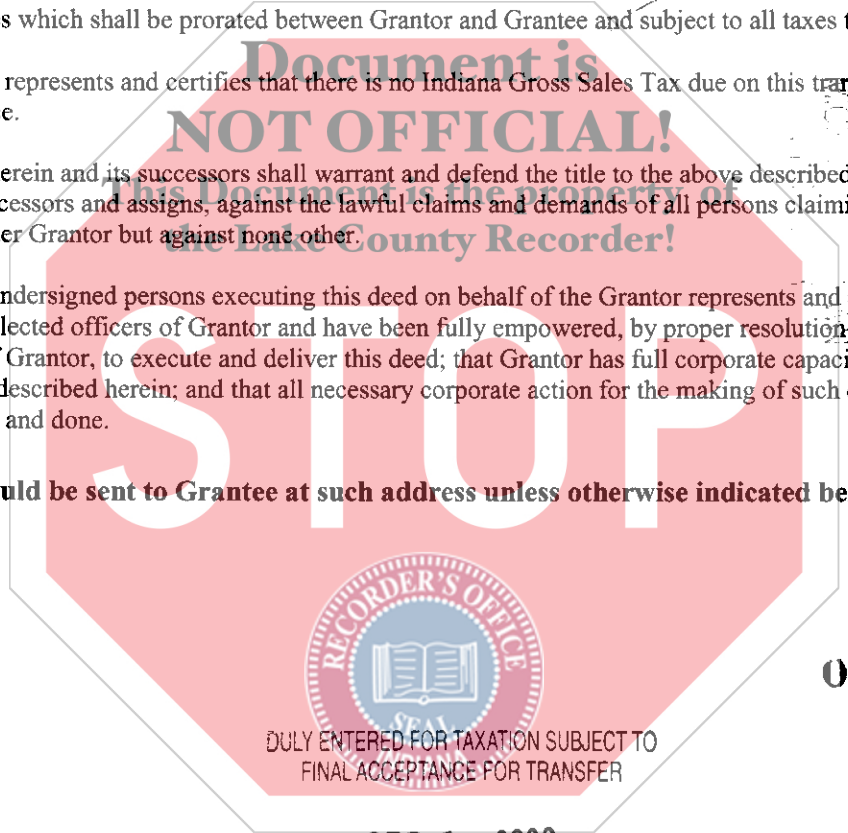 s which shall be prorated between Grantor and Grantee and subject to all taxes
Document is
represents and certifies that there is no Indiana Gross Sales Tax due on this
e.
NOT OFFICIAL!
erein and its successors shall warrant and defend the title to the above described
This Document is the property of
cessors and assigns, against the lawful claims and demands of all persons claimi
er Grantor but against none other.
the Lake County Recorder!
ndersigned persons executing this deed on behalf of the Grantor represents and
lected officers of Grantor and have been fully empowered, by proper resolution
Grantor, to execute and deliver this deed; that Grantor has full corporate capaci
described herein; and that all necessary corporate action for the making of such
and done.
STOP
uld be sent to Grantee at such address unless otherwise indicated be
RECORDER'S OFFICE
SEAL
INDIANA
DULY ENTERED FOR TAXATION SUBJECT TO
FINAL ACCEPTANCE FOR TRANSFER